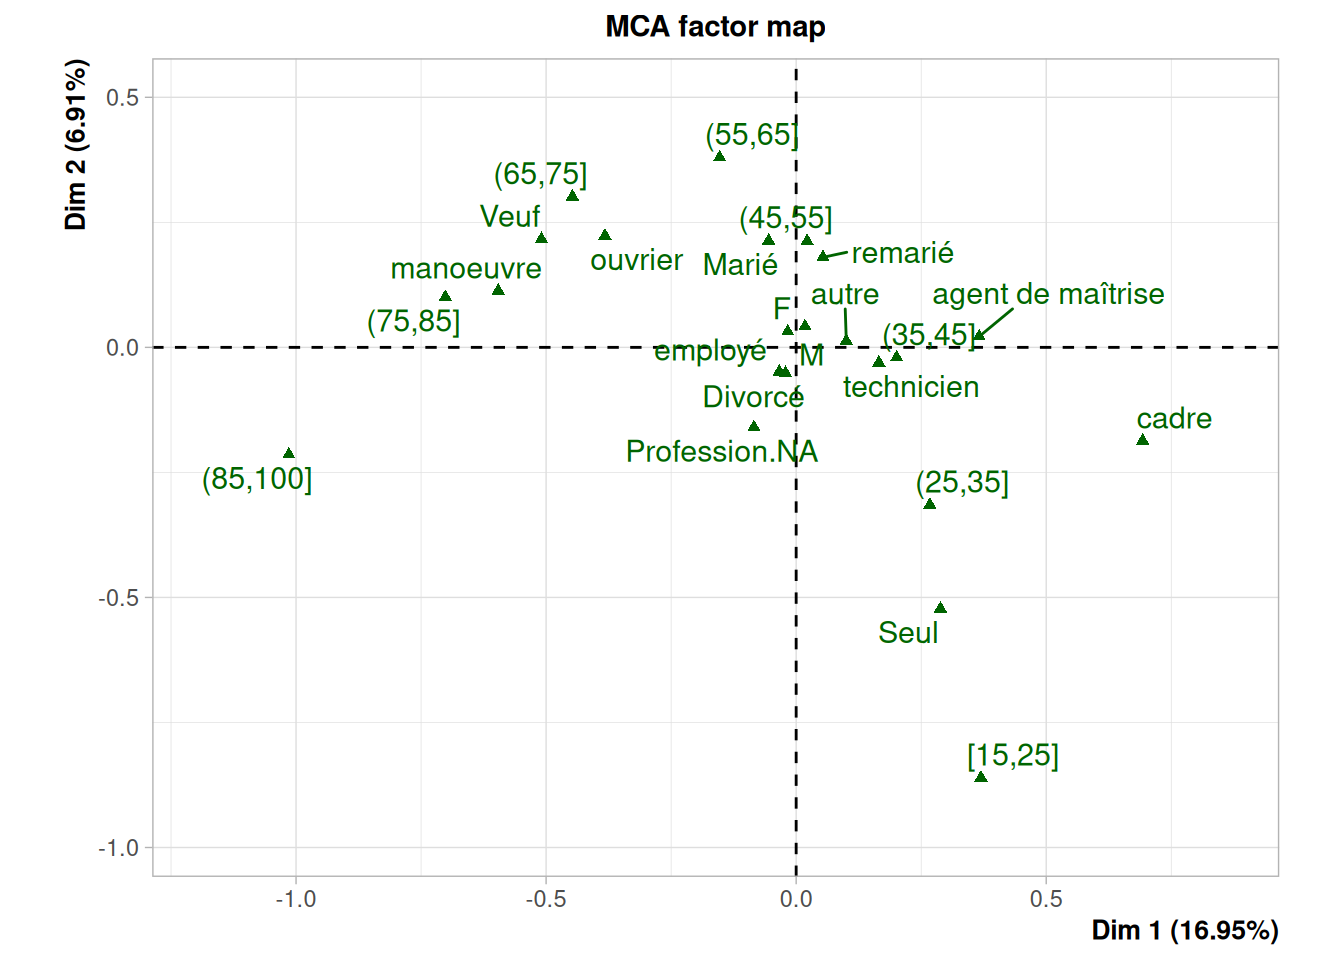 MCA factor map
Dim 2 (6.91%)
0.5
0.0
-0.5
-1.0
(55,65]
(65,75]
Veuf
(45,55]
ouvrier
Marié
remarié
manoeuvre
autre
agent de maîtrise
(75,85]
F
(35,45]
employé
M
technicien
Divorcé
cadre
Profession.NA
(85,100]
(25,35]
Seul
[15,25]
-1.0
-0.5
0.0
0.5
Dim 1 (16.95%)